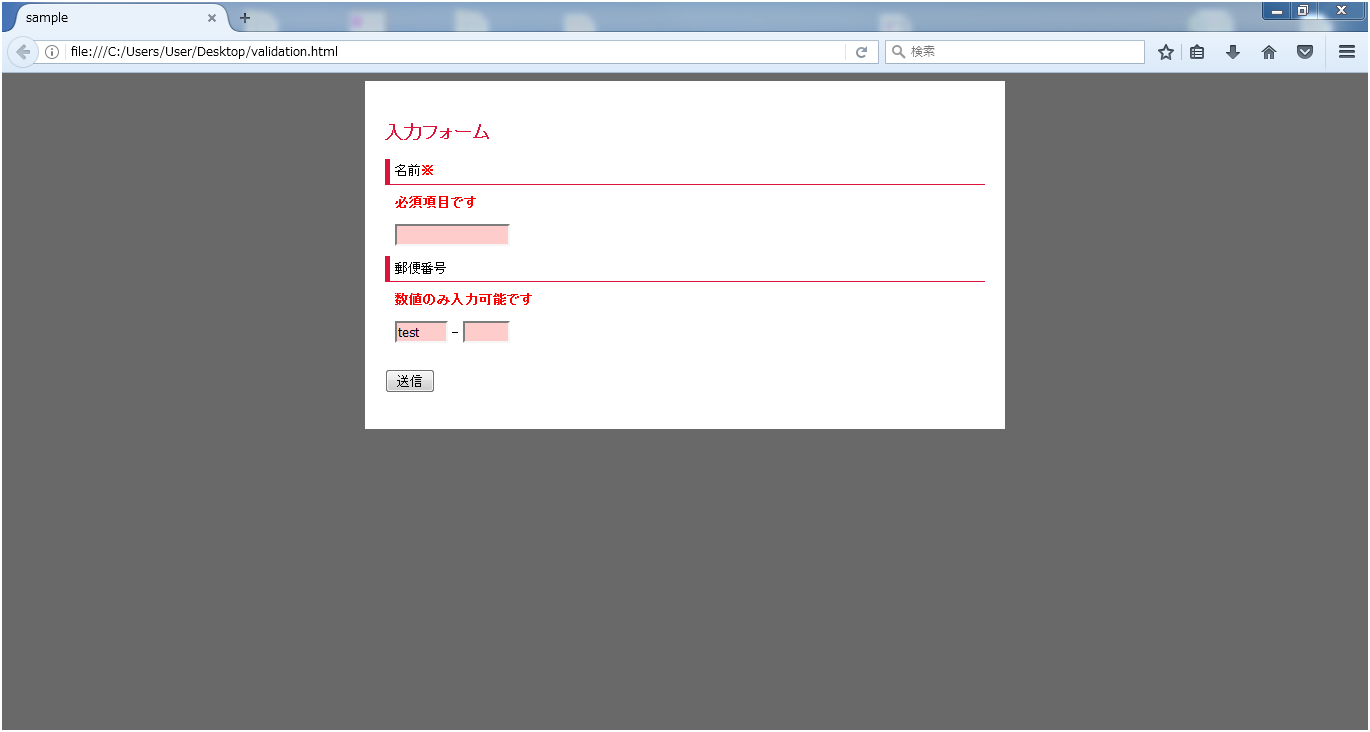 sample
file:///C:/Users/User/Desktop/validation.html
検索
入力フォーム
名前※
必須項目です
郵便番号
数値のみ入力可能です
test -
送信